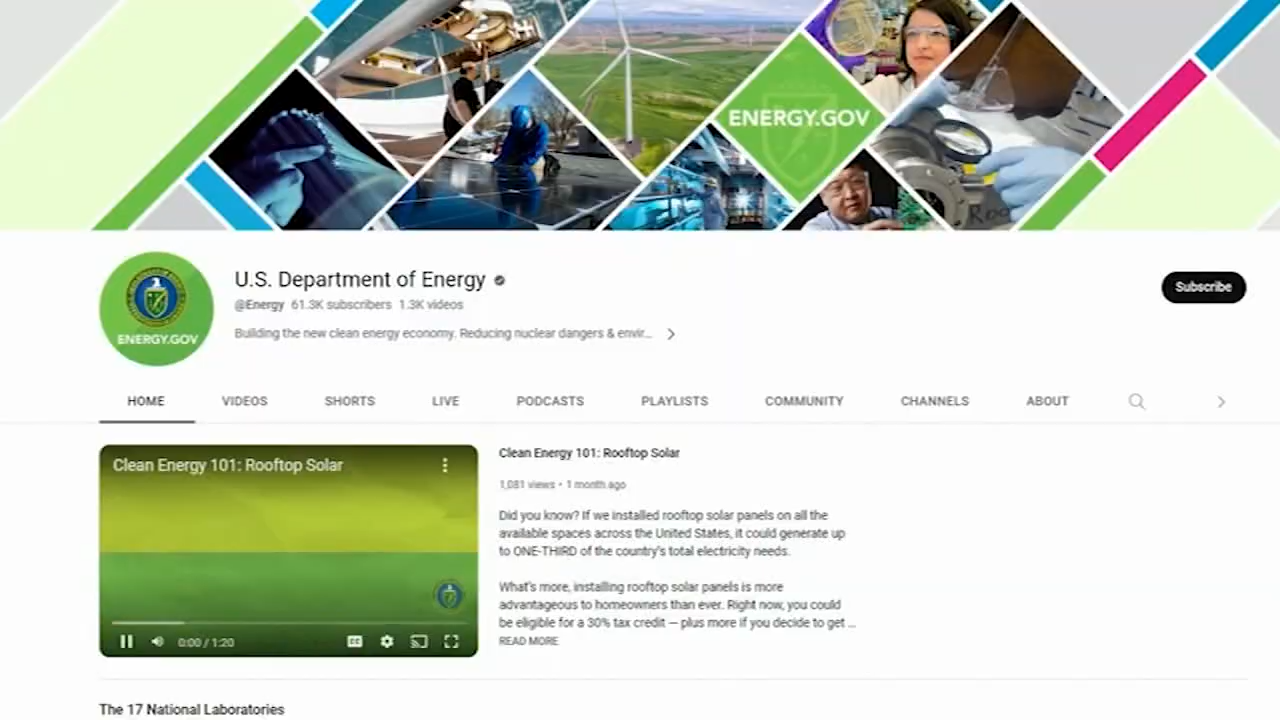 ENERGY.GOV
U.S. Department of Energy
@Energy 61.3K subscribers 1.3K videos
Building the new clean energy economy. Reducing nuclear dangers & envir...
Subscribe
ENERGY.GOV
HOME VIDEOS SHORTS LIVE PODCASTS PLAYLISTS COMMUNITY CHANNELS ABOUT
Clean Energy 101: Rooftop Solar
0:00 / 1:20
CC
Clean Energy 101: Rooftop Solar
1,081 views • 1 month ago
Did you know? If we installed rooftop solar panels on all the
available spaces across the United States, it could generate up
to ONE-THIRD of the country's total electricity needs.
What's more, installing rooftop solar panels is more
advantageous to homeowners than ever. Right now, you could
be eligible for a 30% tax credit — plus more if you decide to get ...
READ MORE
The 17 National Laboratories